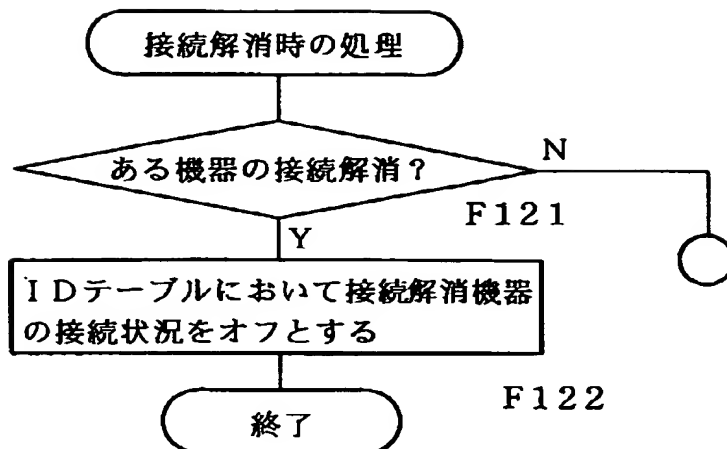 接続解消時の処理
ある機器の接続解消?
N
F121
Y
IDテーブルにおいて接続解消機器
の接続状況をオフとする
F122
終了